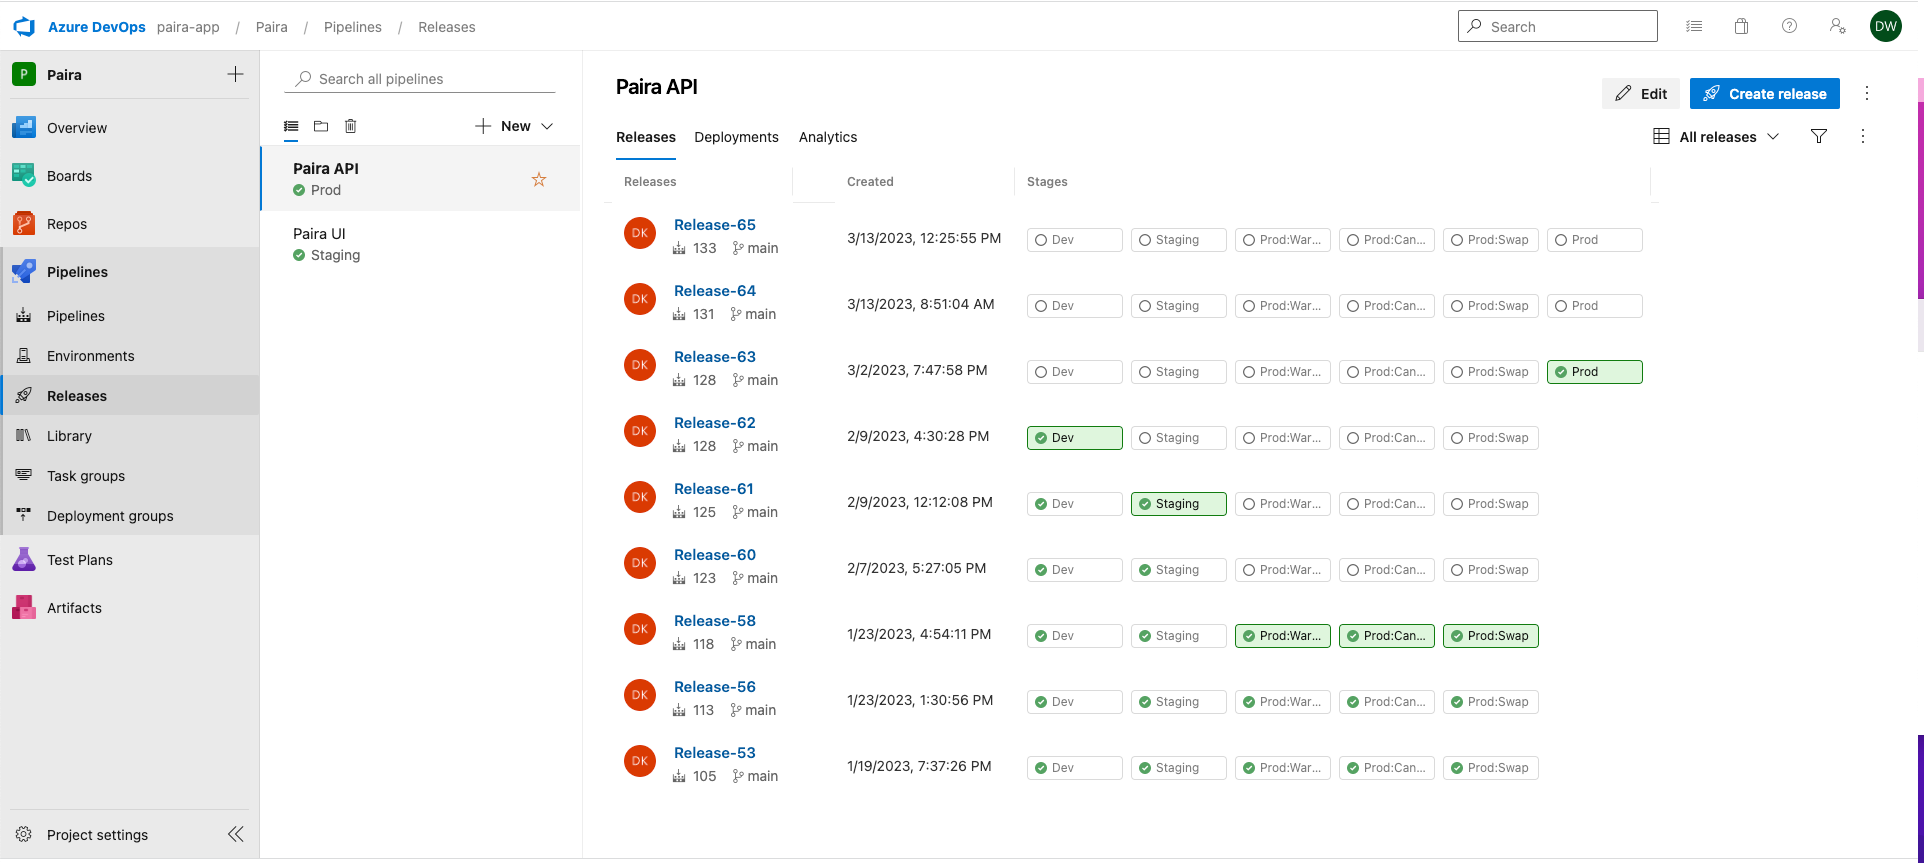 Azure DevOps paira-app / Paira / Pipelines / Releases
Search
DW
P Paira
Overview
Boards
Repos
Pipelines
Pipelines
Environments
Releases
Library
Task groups
Deployment groups
Test Plans
Artifacts
Project settings
Search all pipelines
New
Paira API
Prod
Paira UI
Staging
Paira API
Edit
Create release
Releases Deployments Analytics
All releases
Releases Created Stages
DK Release-65 133 main 3/13/2023, 12:25:55 PM Dev Staging Prod:War... Prod:Can... Prod:Swap Prod
DK Release-64 131 main 3/13/2023, 8:51:04 AM Dev Staging Prod:War... Prod:Can... Prod:Swap Prod
DK Release-63 128 main 3/2/2023, 7:47:58 PM Dev Staging Prod:War... Prod:Can... Prod:Swap Prod
DK Release-62 128 main 2/9/2023, 4:30:28 PM Dev Staging Prod:War... Prod:Can... Prod:Swap
DK Release-61 125 main 2/9/2023, 12:12:08 PM Dev Staging Prod:War... Prod:Can... Prod:Swap
DK Release-60 123 main 2/7/2023, 5:27:05 PM Dev Staging Prod:War... Prod:Can... Prod:Swap
DK Release-58 118 main 1/23/2023, 4:54:11 PM Dev Staging Prod:War... Prod:Can... Prod:Swap
DK Release-56 113 main 1/23/2023, 1:30:56 PM Dev Staging Prod:War... Prod:Can... Prod:Swap
DK Release-53 105 main 1/19/2023, 7:37:26 PM Dev Staging Prod:War... Prod:Can... Prod:Swap